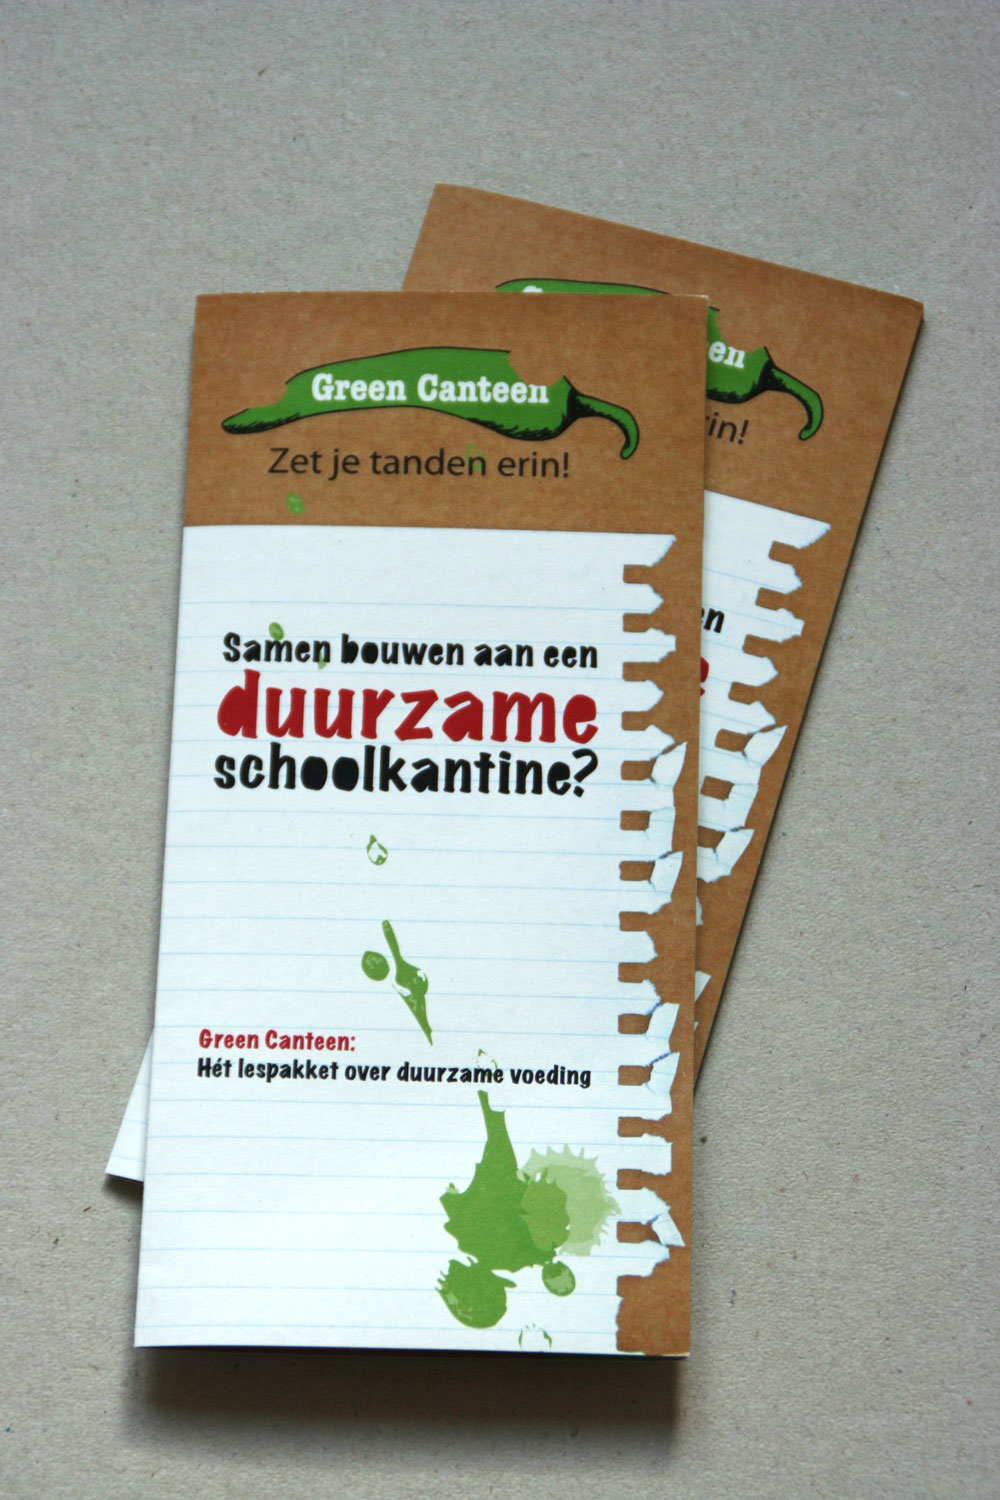 Green Canteen
Zet je tanden erin!
Samen bouwen aan een
duurzame
schoolkantine?
Green Canteen:
Hét lespakket over duurzame voeding